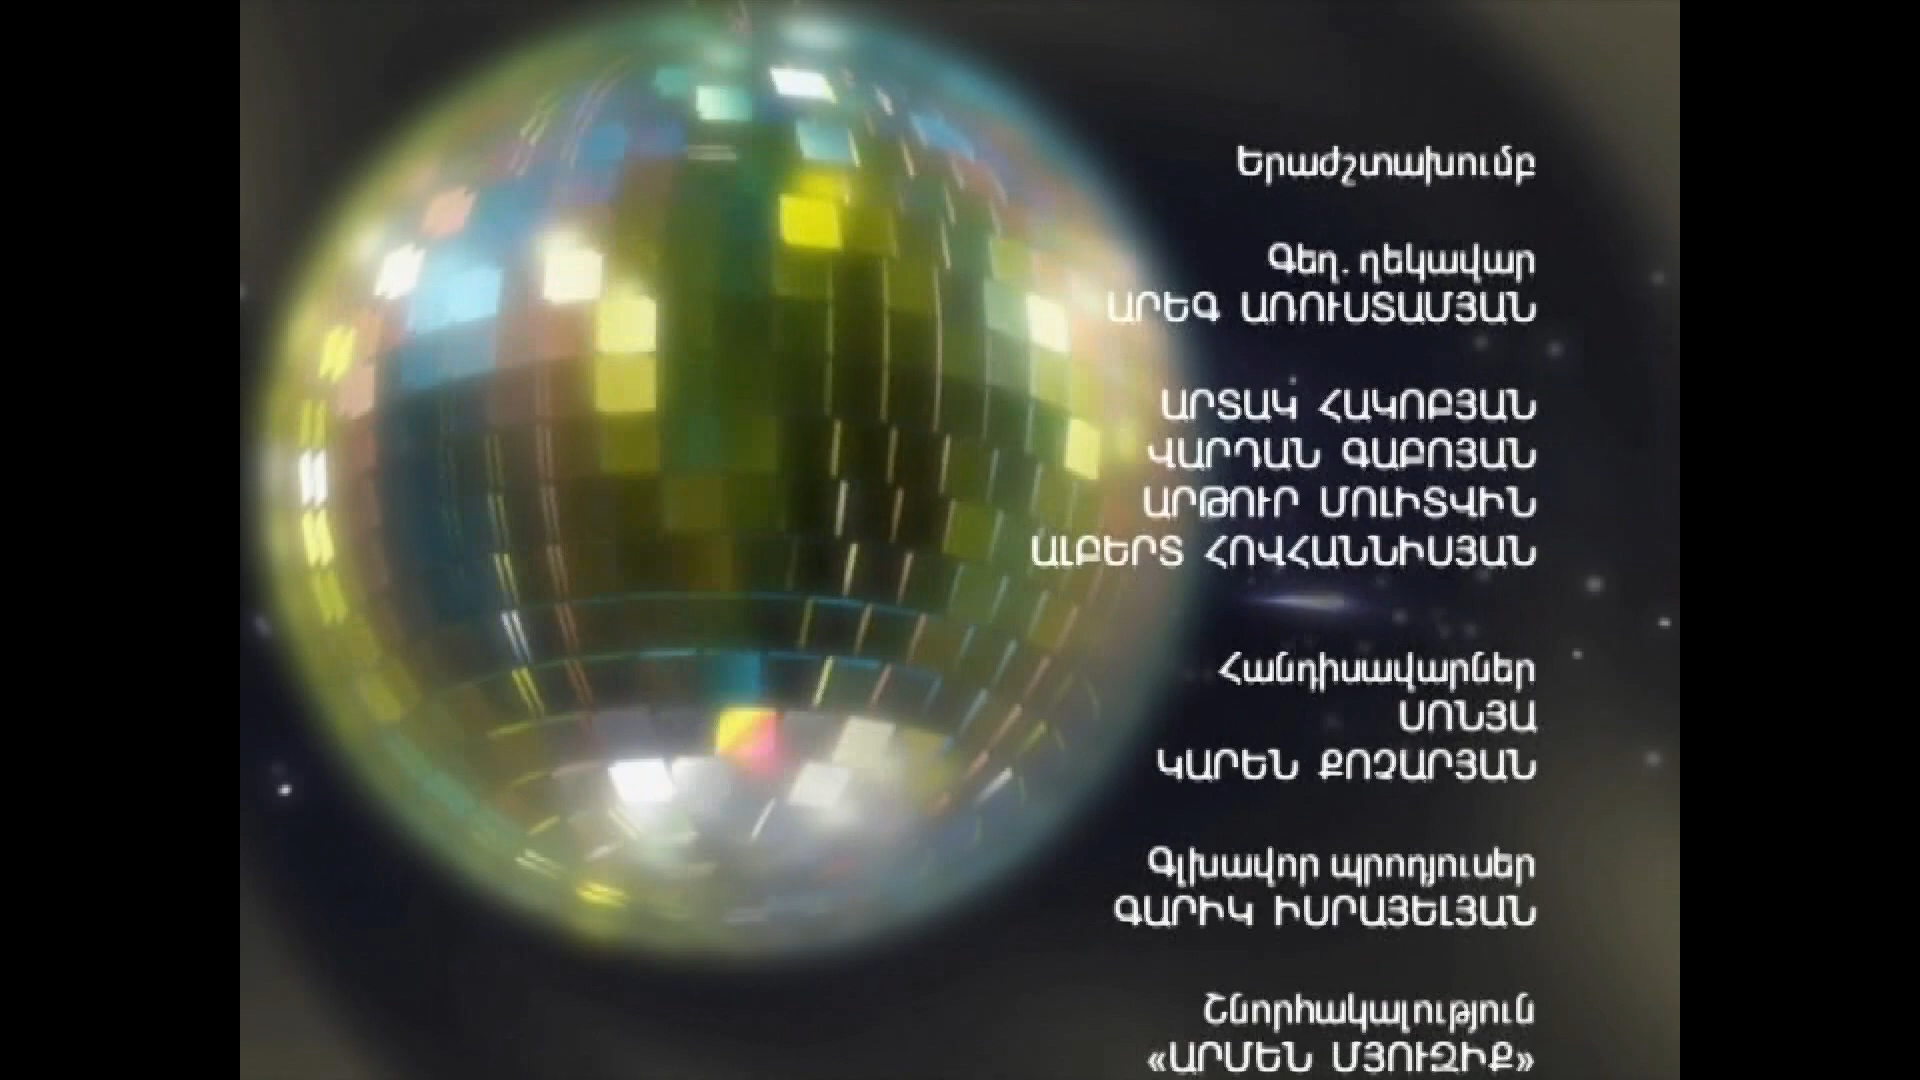 Երաժշտախումբ
Գեղ. ղեկավար
ԱՐԵԳ ԱՌՈՒՍՏԱՄՅԱՆ
ԱՐՏԱԿ ՀԱԿՈԲՅԱՆ
ՎԱՐԴԱՆ ԳԱԲՈՅԱՆ
ԱՐԹՈՒՐ ՄՈԼԻՏՎԻՆ
ԱԼԲԵՐՏ ՀՈՎՀԱՆՆԻՍՅԱՆ
Հանդիսավարներ
ՍՈՆՅԱ
ԿԱՐԵՆ ՔՈՉԱՐՅԱՆ
Գլխավոր պրոդյուսեր
ԳԱՐԻԿ ԻՍՐԱՅԵԼՅԱՆ
Շնորհակալություն
«ԱՐՄԵՆ ՄՅՈՒԶԻՔ»